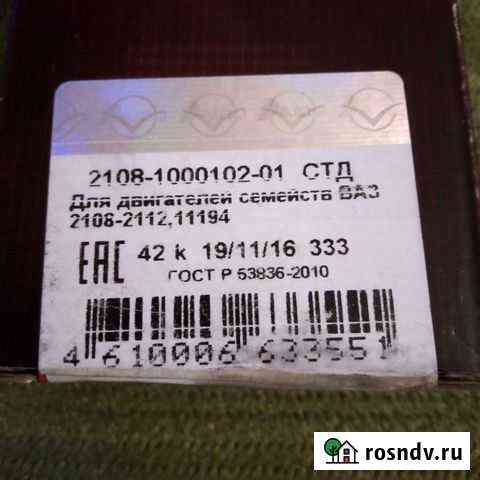 2108-1000102-01 СТД
Для двигателей семейств ВАЗ
2108-2112,11194
ЕАС 42 к 19/11/16 333
ГОСТ Р 53836-2010
4 610006 633551
rosndv.ru